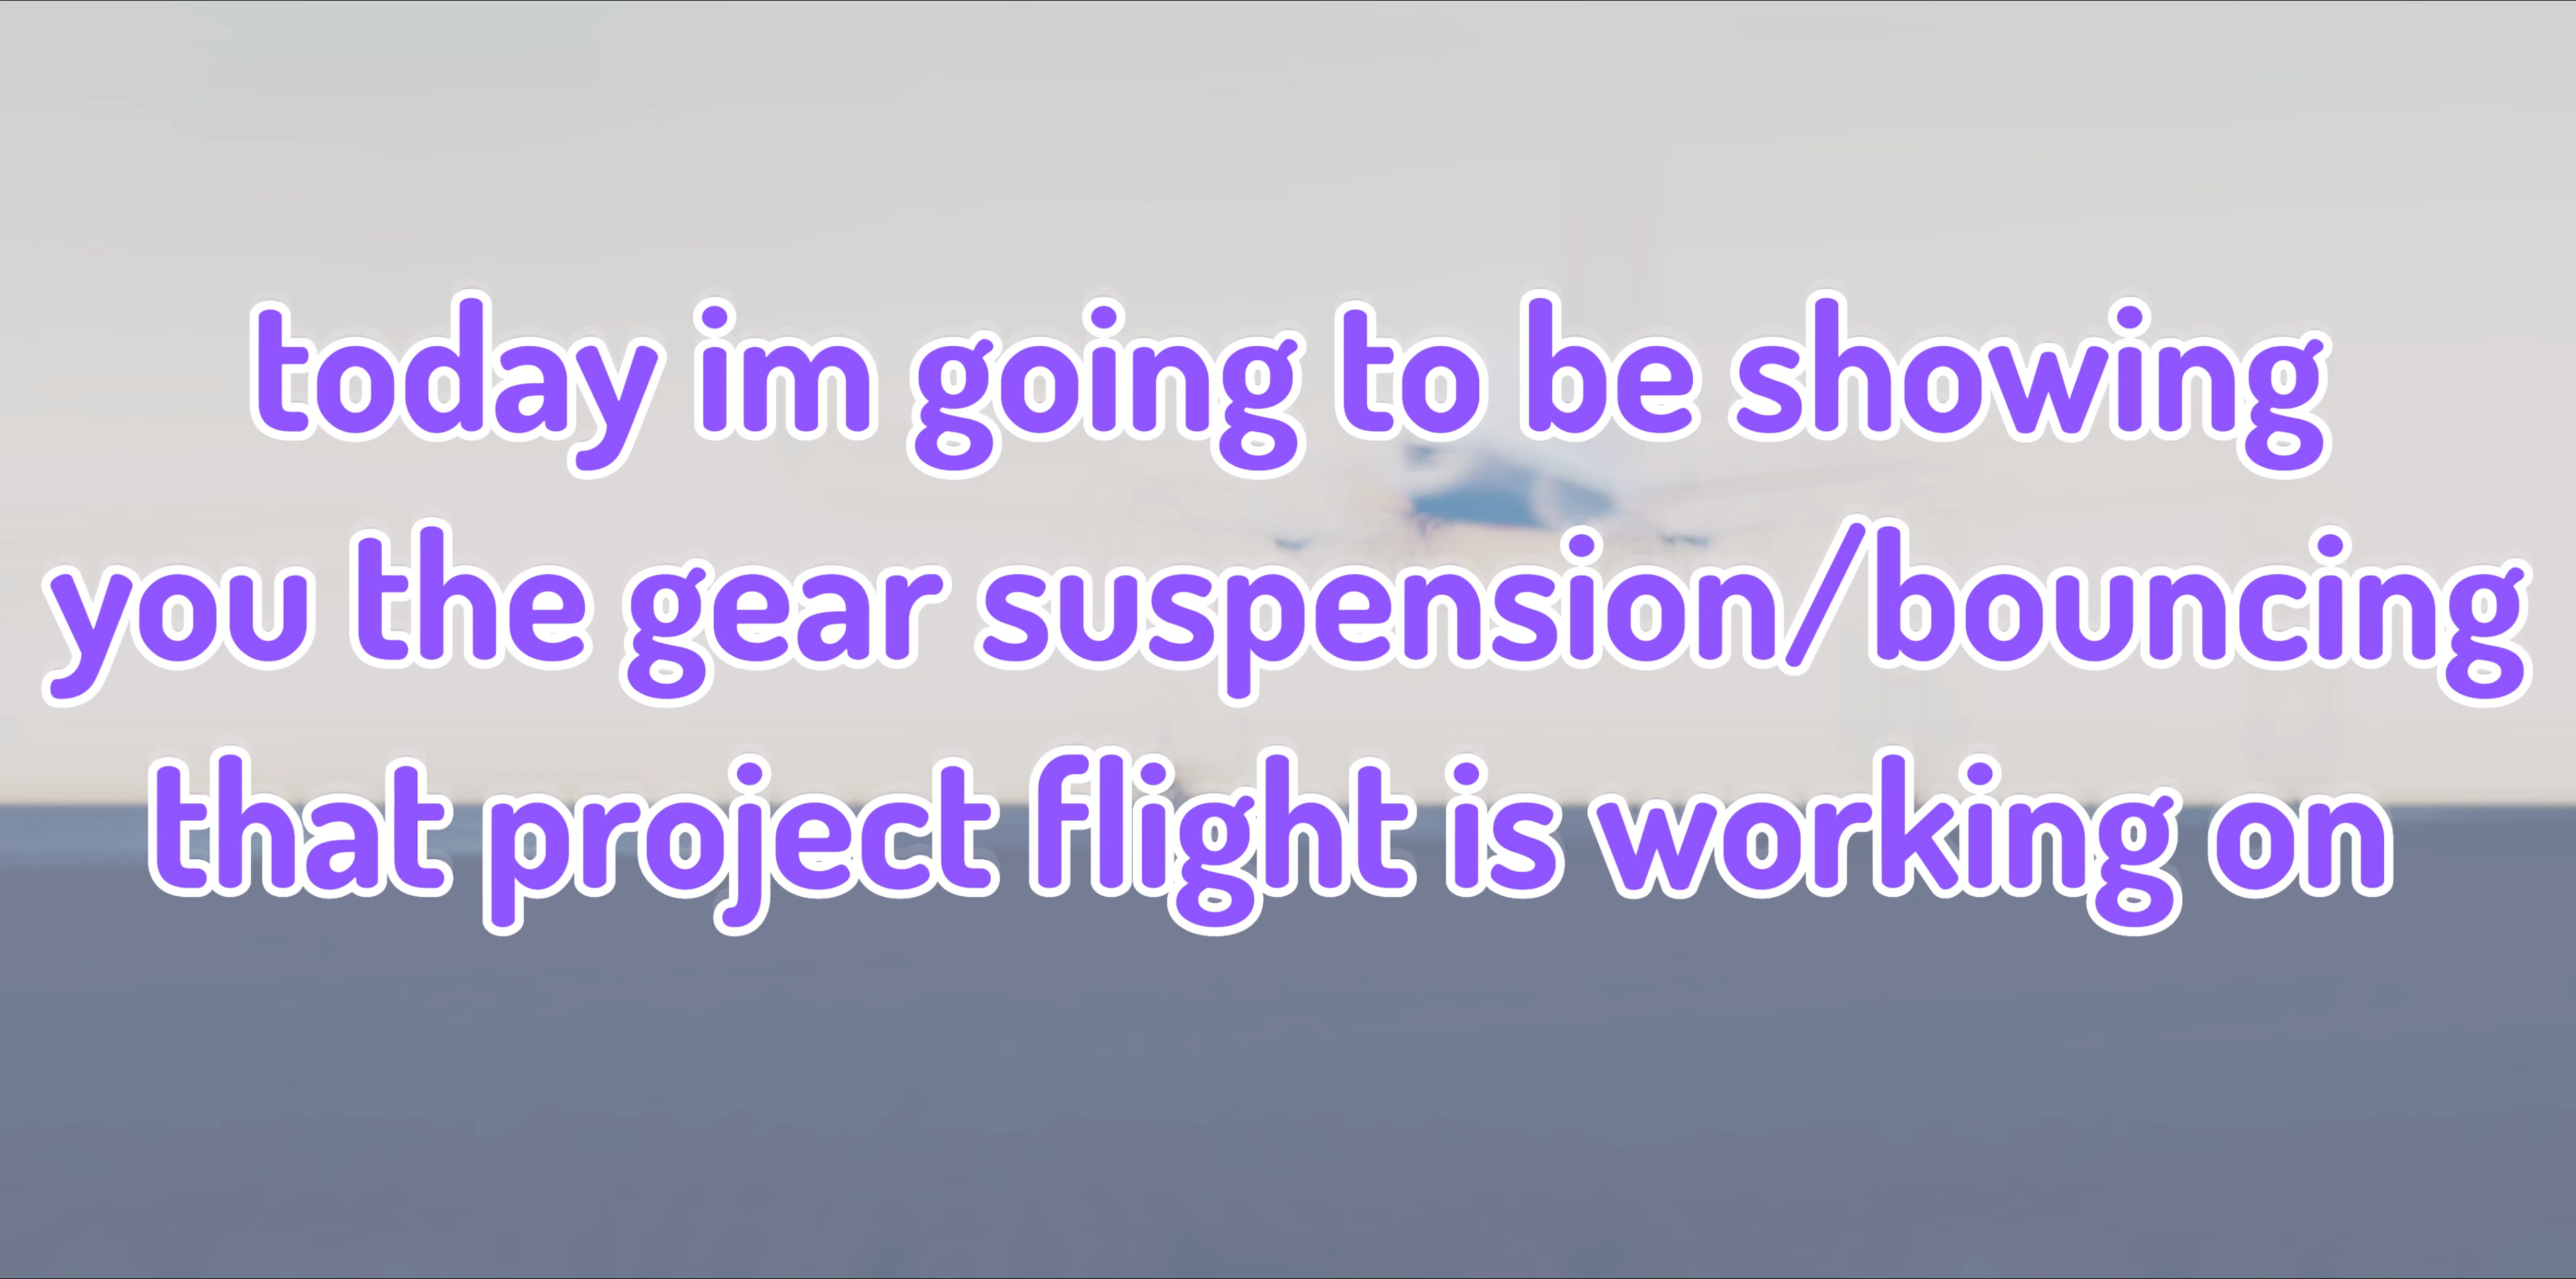 today im going to be showing
you the gear suspension/bouncing
that project flight is working on